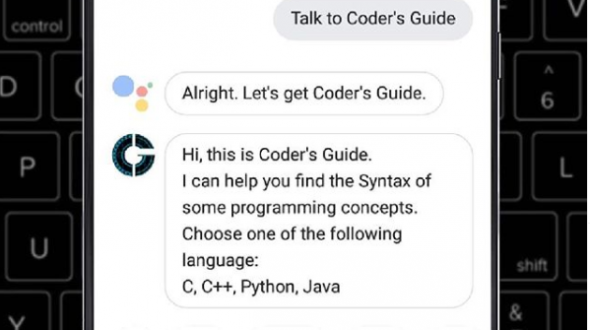 control
Talk to Coder's Guide
D
Alright. Let's get Coder's Guide.
^
6
Hi, this is Coder's Guide.
I can help you find the Syntax of
P
some programming concepts.
L
Choose one of the following
U
language:
shift
C, C++, Python, Java
Y
&
V